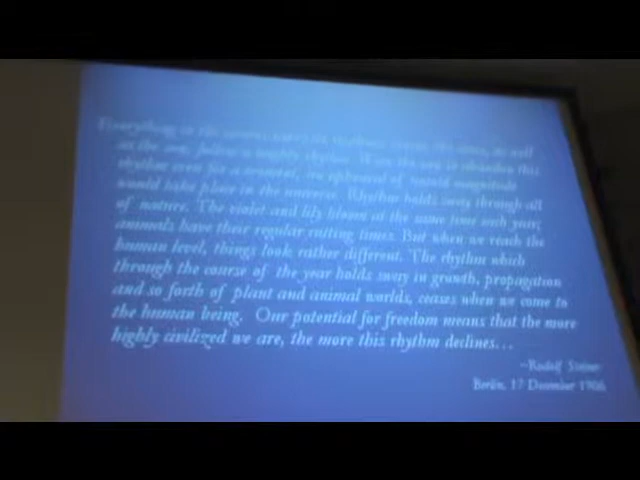 Everything in the
as the sun, follow a mighty rhythm. Were the sun to abandon this
rhythm even for a moment, an upheaval of untold magnitude
would take place in the universe. Rhythm holds sway through all
of nature. The violet and lily bloom at the same time each year;
animals have their regular rutting times. But when we reach the
human level, things look rather different. The rhythm which
through the course of the year holds sway in growth, propagation
and so forth of plant and animal worlds, ceases when we come to
the human being. Our potential for freedom means that the more
highly civilized we are, the more this rhythm declines...
~Rudolf Steiner
Berlin, 17 December 1906